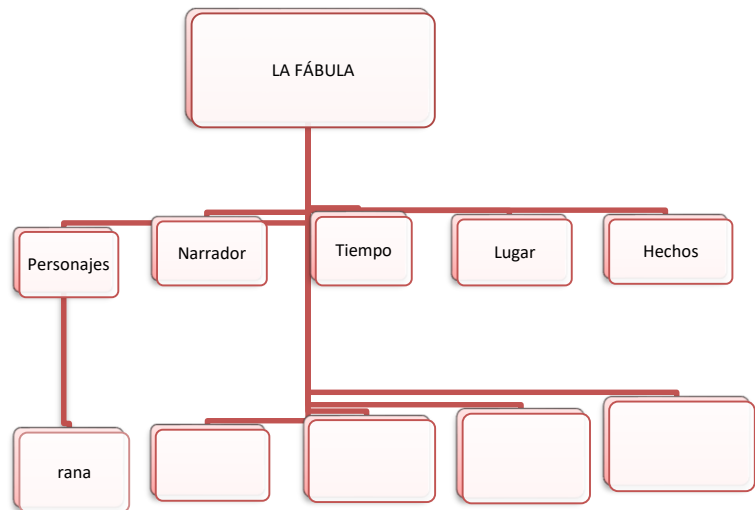 LA FÁBULA
Personajes
Narrador
Tiempo
Lugar
Hechos
rana